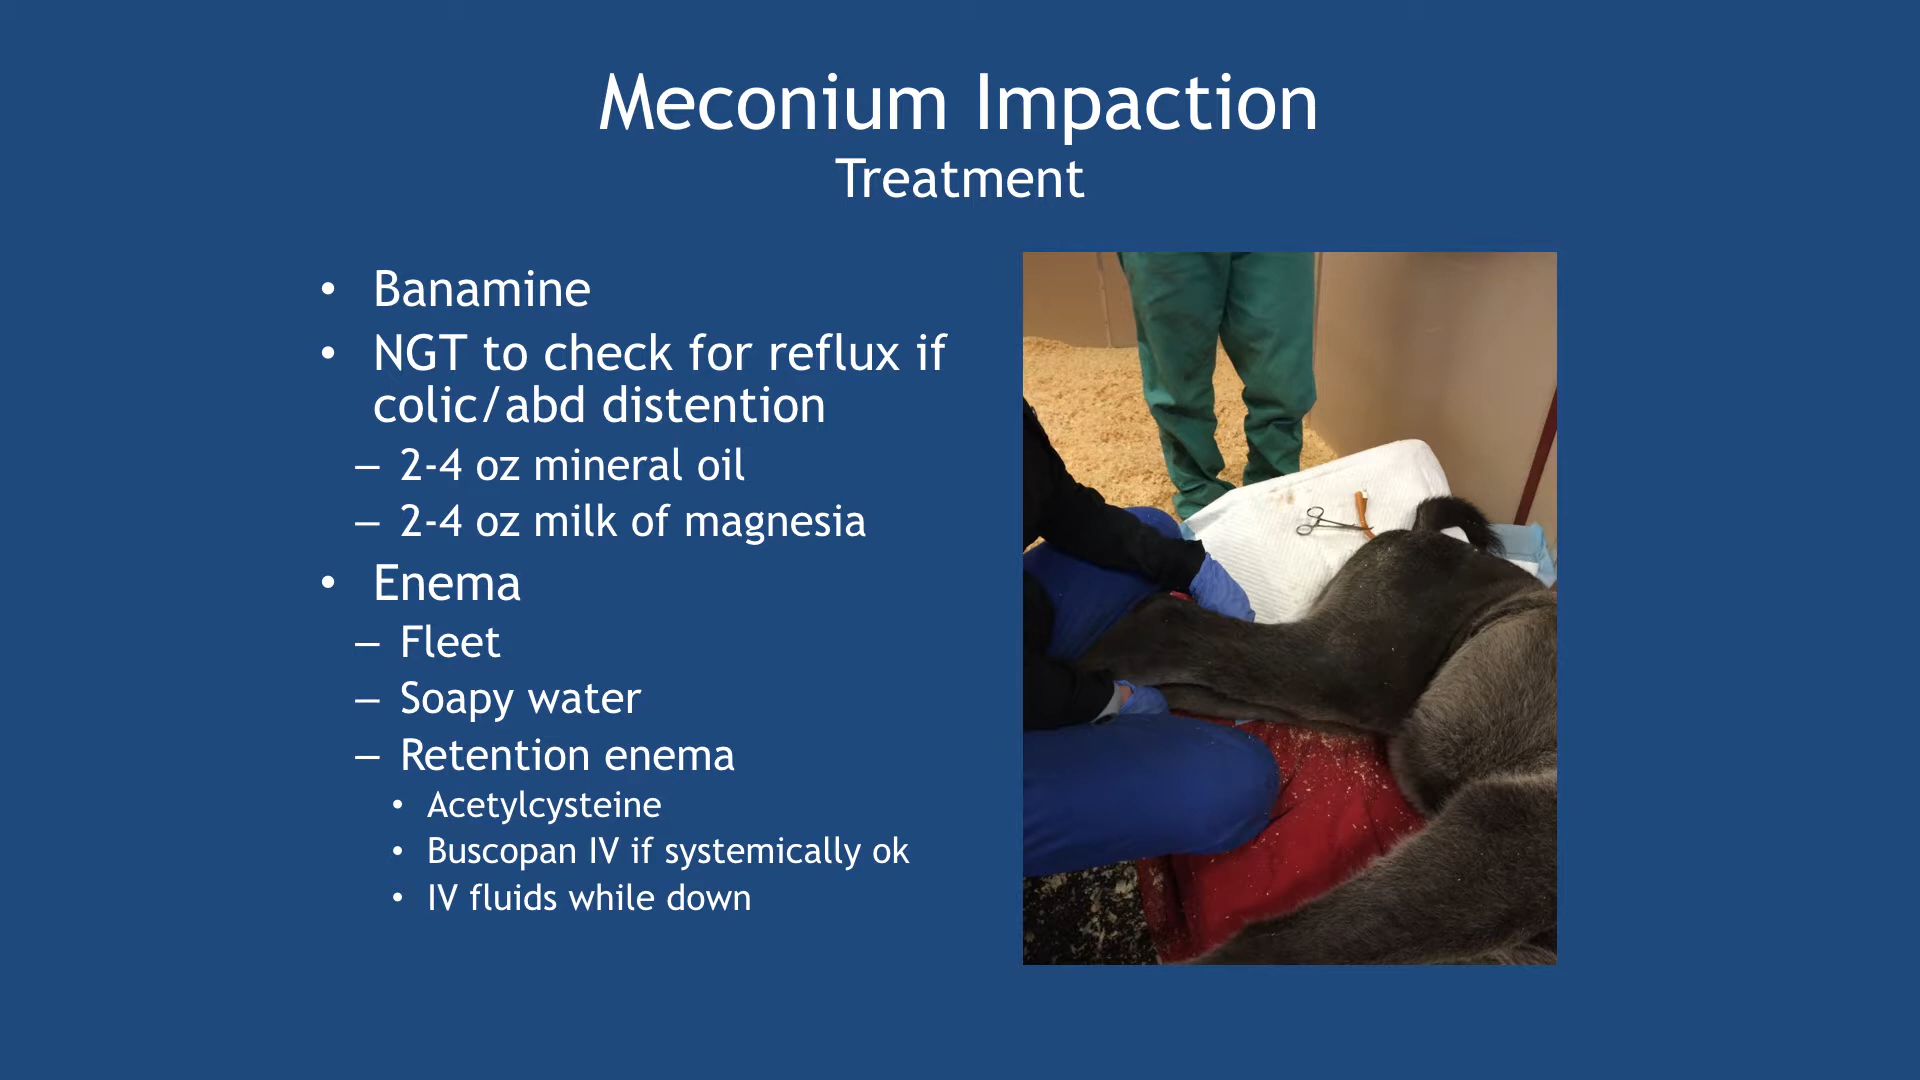 Meconium Impaction
Treatment
• Banamine
• NGT to check for reflux if
colic/abd distention
– 2-4 oz mineral oil
– 2-4 oz milk of magnesia
• Enema
– Fleet
– Soapy water
– Retention enema
• Acetylcysteine
• Buscopan IV if systemically ok
• IV fluids while down